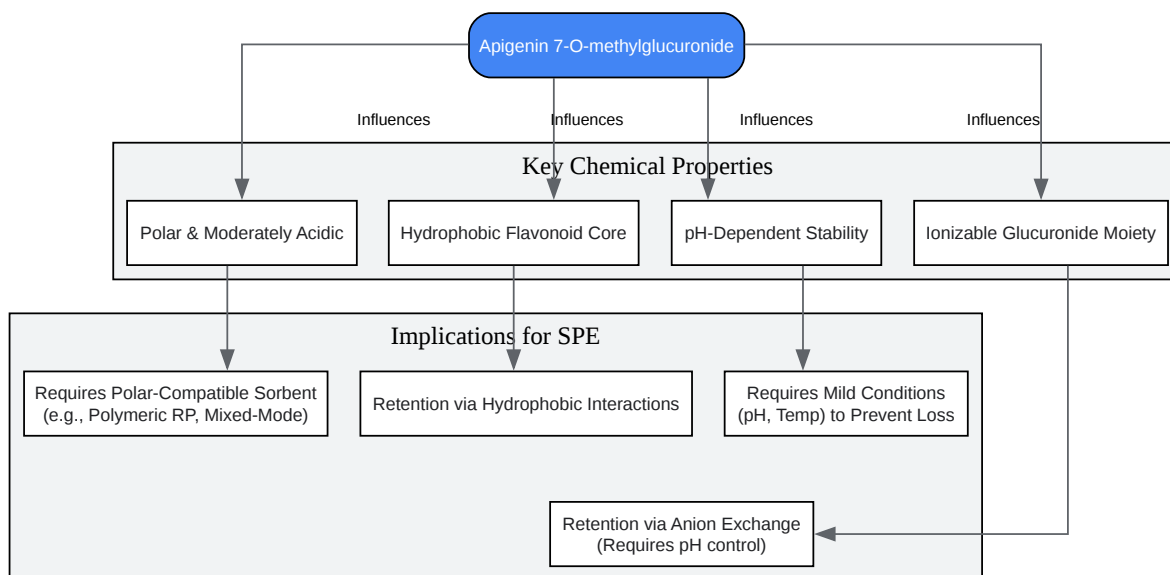 Apigenin 7-O-methylglucuronide
Influences
Influences
Influences
Influences
Key Chemical Properties
Polar & Moderately Acidic
Hydrophobic Flavonoid Core
pH-Dependent Stability
Ionizable Glucuronide Moiety
Implications for SPE
Requires Polar-Compatible Sorbent
(e.g., Polymeric RP, Mixed-Mode)
Retention via Hydrophobic Interactions
Requires Mild Conditions
(pH, Temp) to Prevent Loss
Retention via Anion Exchange
(Requires pH control)